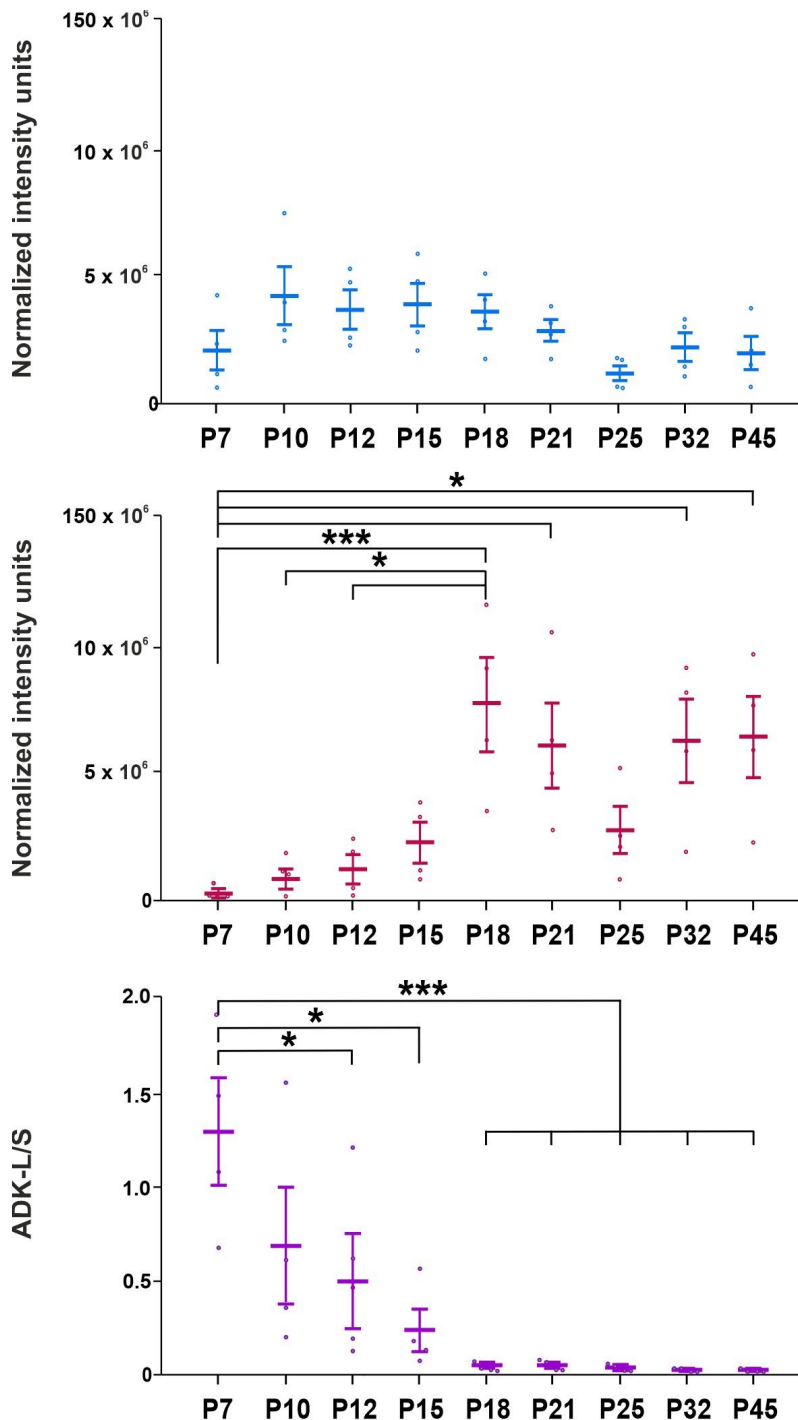 Normalized intensity units
150 x 10⁶
10 x 10⁶
5 x 10⁶
0
P7 P10 P12 P15 P18 P21 P25 P32 P45
Normalized intensity units
150 x 10⁶
10 x 10⁶
5 x 10⁶
0
*
***
*
P7 P10 P12 P15 P18 P21 P25 P32 P45
ADK-L/S
2.0
1.5
1.0
0.5
0
***
*
*
P7 P10 P12 P15 P18 P21 P25 P32 P45